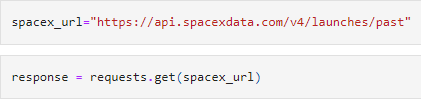 spacex_url="https://api.spacexdata.com/v4/launches/past"
response = requests.get(spacex_url)